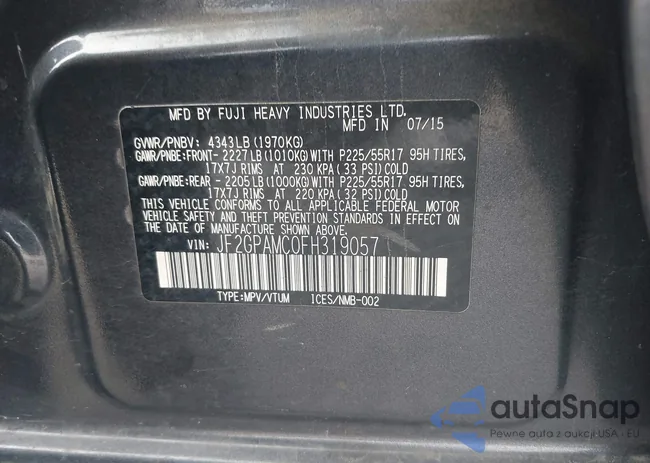 MFD BY FUJI HEAVY INDUSTRIES LTD.
MFD IN 07/15
GVWR/PNBV: 4343LB(1970KG)
GAWR/PNBE:FRONT- 2227LB(1010KG)WITH P225/55R17 95H TIRES,
17X7J RIMS AT 230 KPA(33 PSI)COLD
GAWR/PNBE:REAR - 2205LB(1000KG)WITH P225/55R17 95H TIRES,
17X7J RIMS AT 220 KPA(32 PSI)COLD
THIS VEHICLE CONFORMS TO ALL APPLICABLE FEDERAL MOTOR
VEHICLE SAFETY AND THEFT PREVENTION STANDARDS IN EFFECT ON
THE DATE OF MANUFACTURE SHOWN ABOVE.
VIN: JF2GPAMC0FH319057
TYPE:MPV/VTUM ICES/NMB-002
autaSnap
Pewne auta z aukcji USA - EU